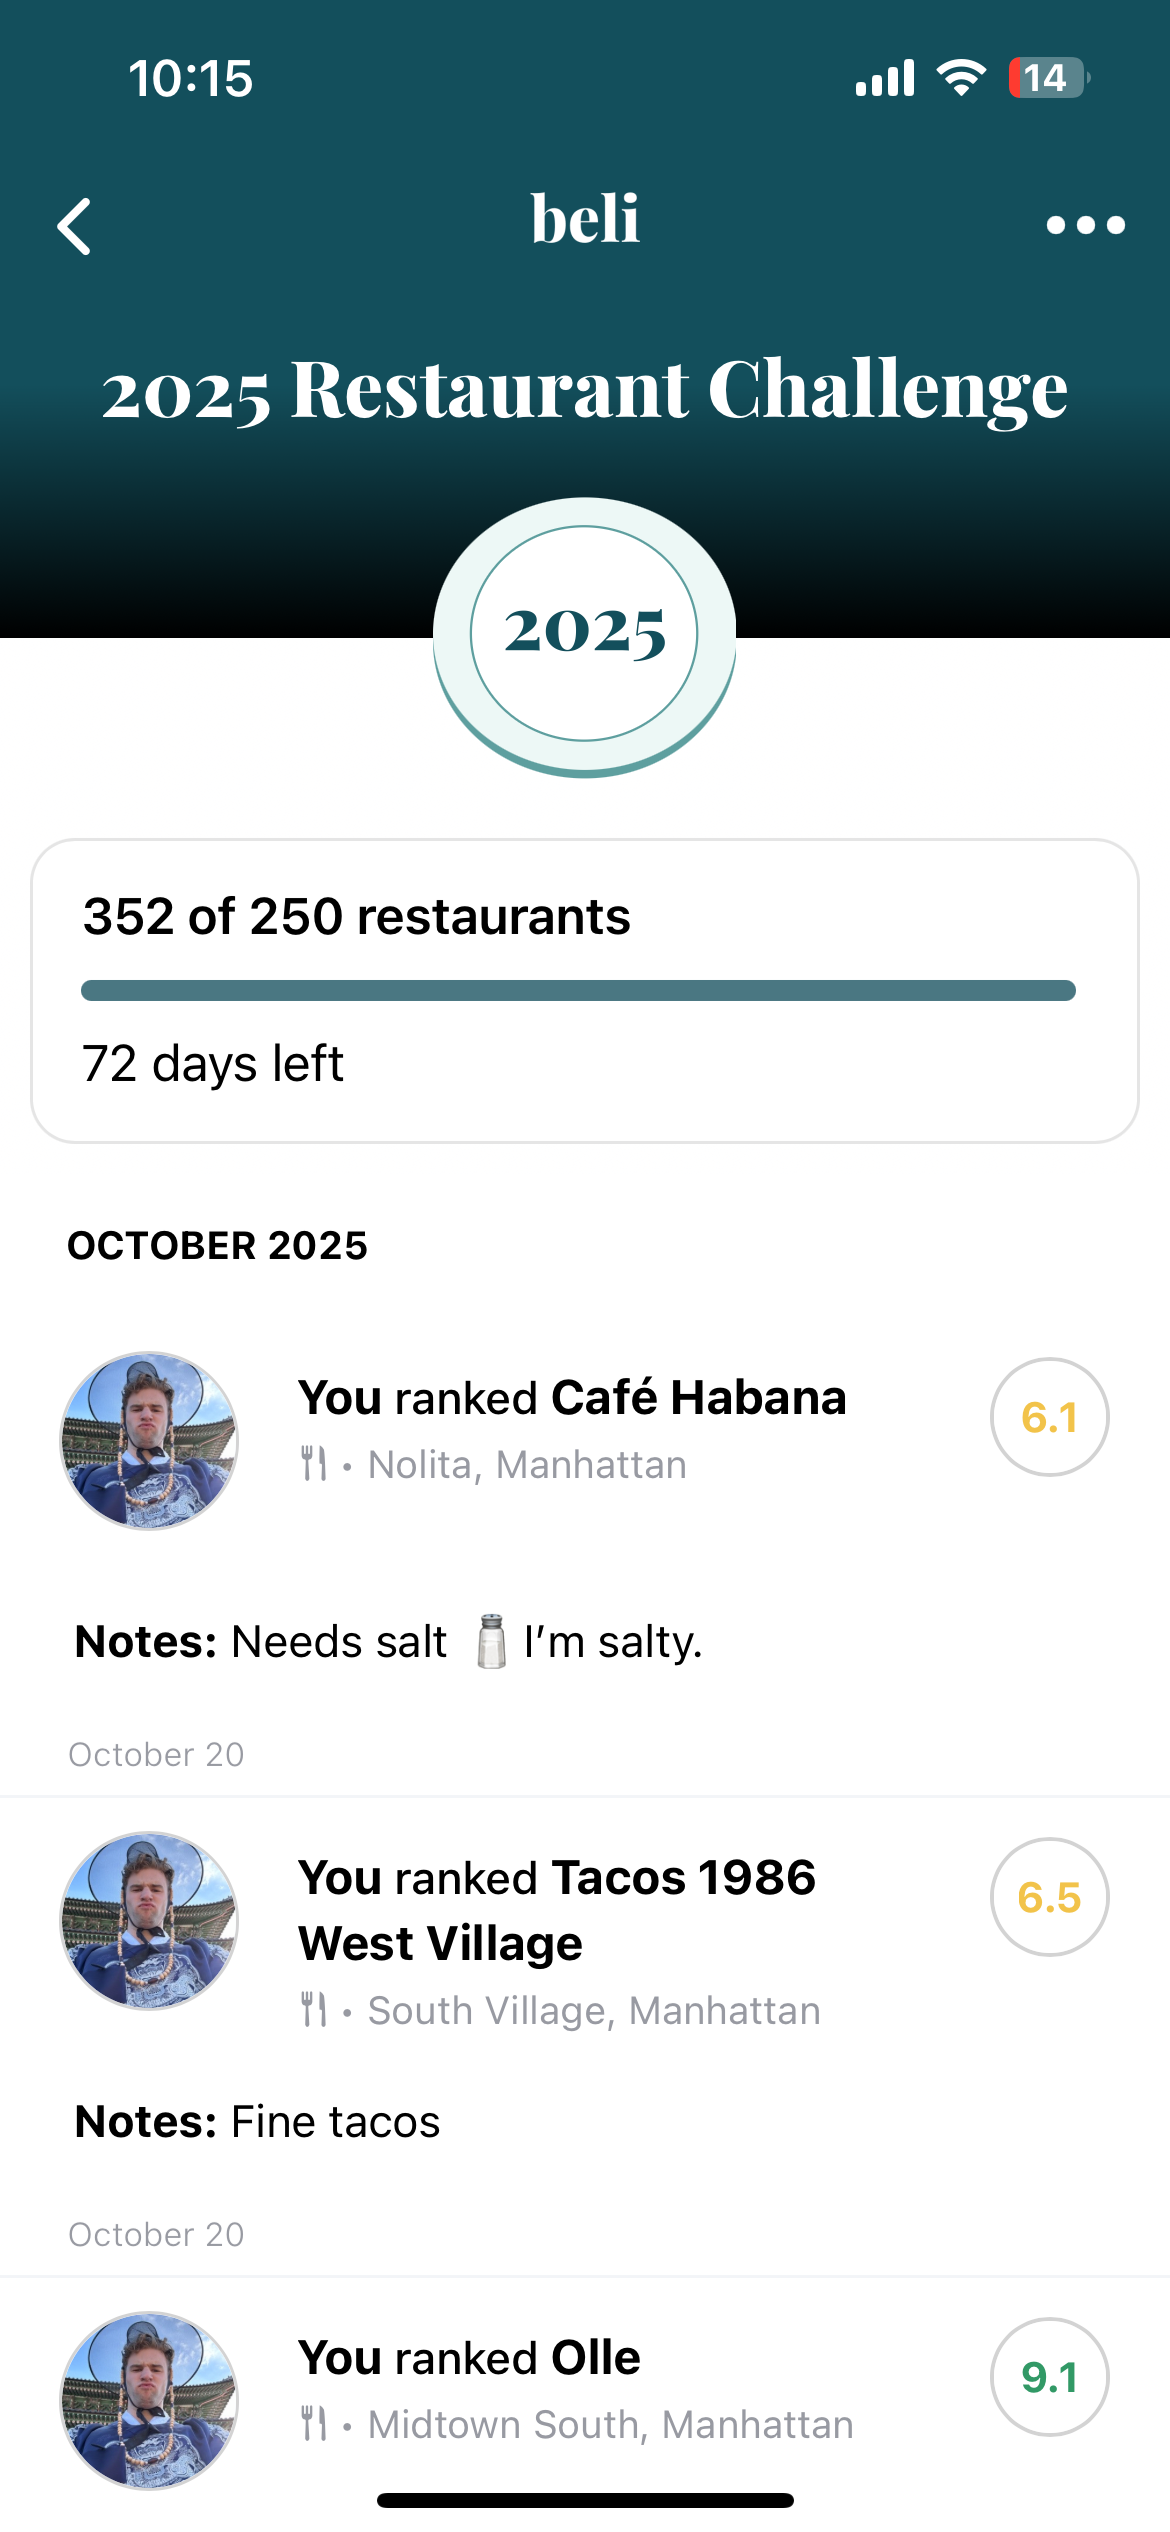 10:15
14
beli
2025 Restaurant Challenge
2025
352 of 250 restaurants
72 days left
OCTOBER 2025
You ranked Café Habana
6.1
• Nolita, Manhattan
Notes: Needs salt 🧂 I’m salty.
October 20
You ranked Tacos 1986
West Village
6.5
• South Village, Manhattan
Notes: Fine tacos
October 20
You ranked Olle
9.1
• Midtown South, Manhattan